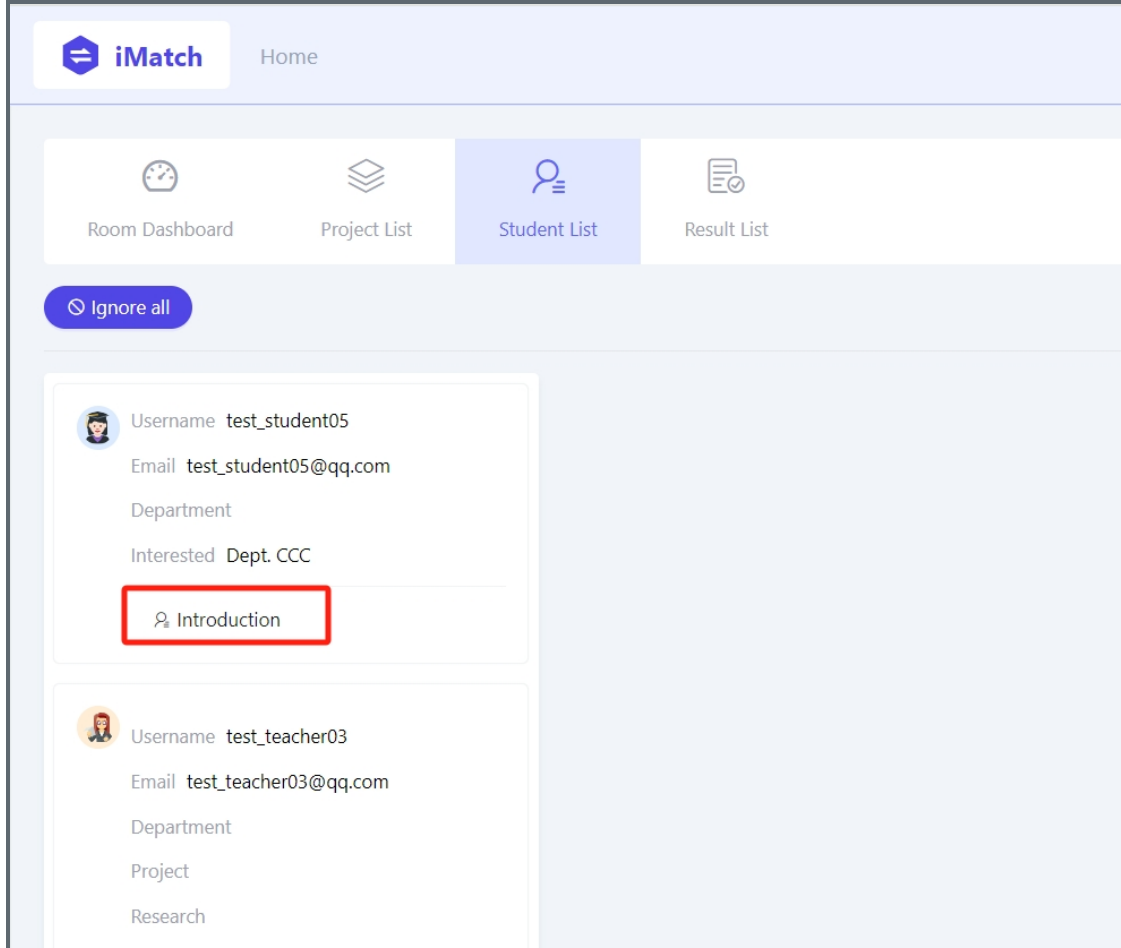 iMatch Home
Room Dashboard Project List Student List Result List
Ignore all
Username test_student05
Email test_student05@qq.com
Department
Interested Dept. CCC
Introduction
Username test_teacher03
Email test_teacher03@qq.com
Department
Project
Research